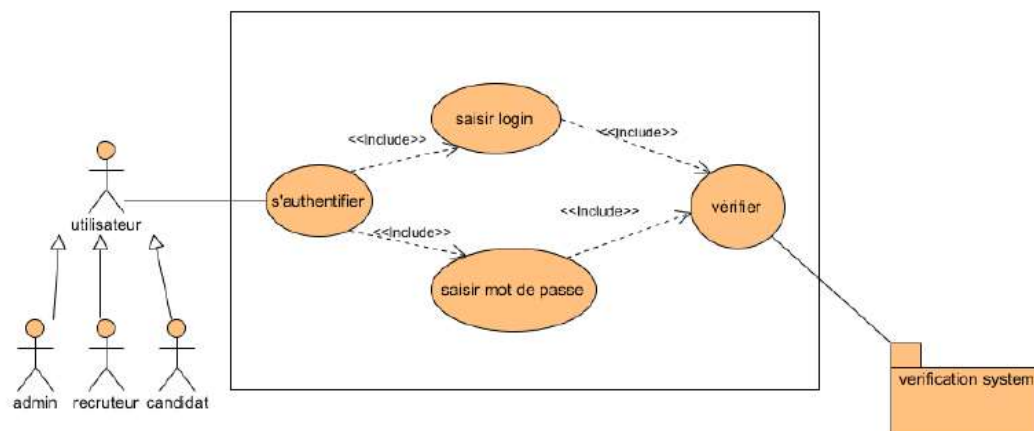 saisir login
<<Include>>
<<Include>>
s'authentifier
vérifier
<<Include>>
<<Include>>
utilisateur
saisir mot de passe
verification system
admin
recruteur
candidat